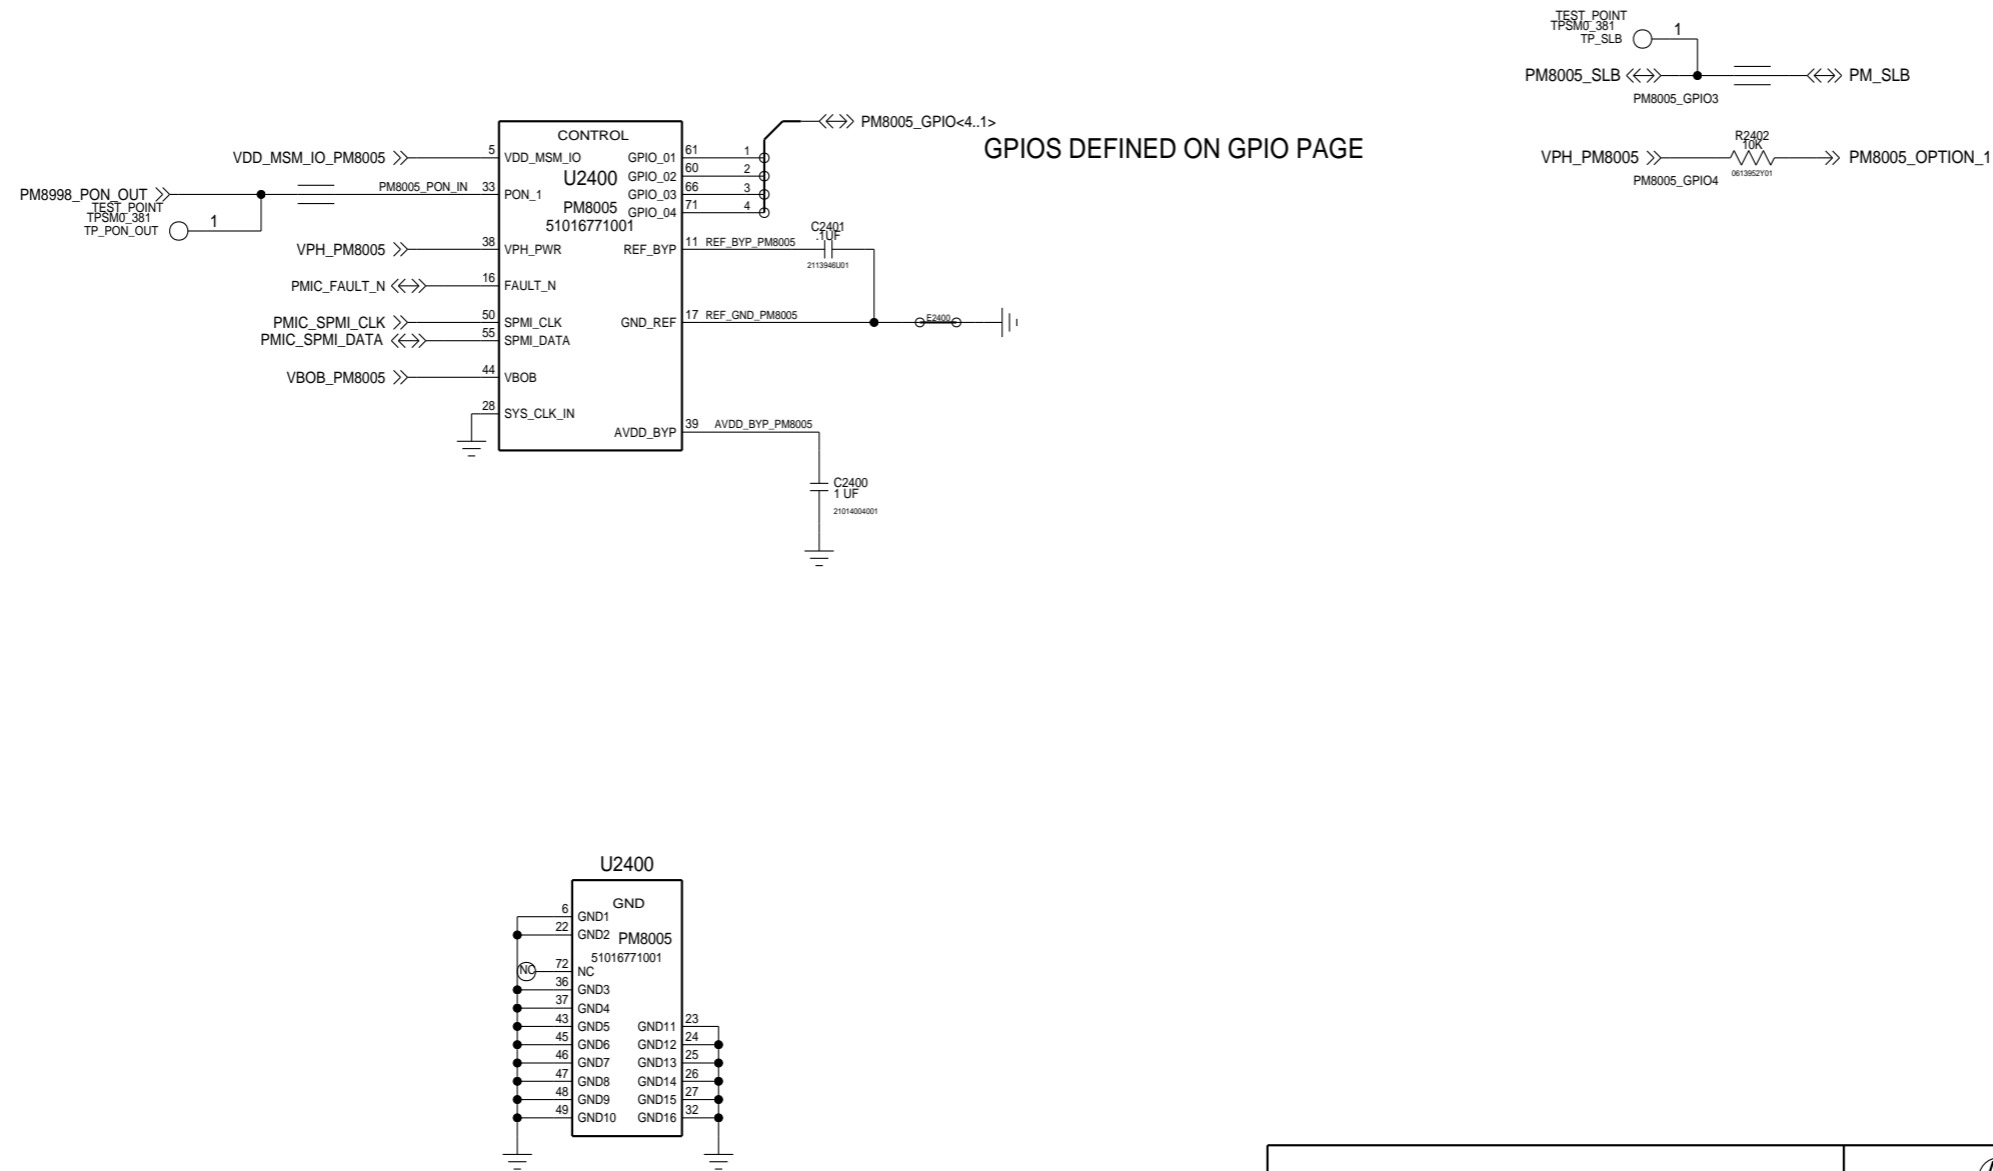 TEST_POINT
TPSM0_381
TP_SLB 1
PM8005_SLB PM_SLB
PM8005_GPIO3
R2402
10K
VPH_PM8005 PM8005_OPTION_1
0613952Y01
PM8005_GPIO4
PM8005_GPIO<4..1>
GPIOS DEFINED ON GPIO PAGE
CONTROL
VDD_MSM_IO_PM8005 5 VDD_MSM_IO GPIO_01 61 1
U2400 GPIO_02 60 2
PM8998_PON_OUT PM8005_PON_IN 33 PON_1 GPIO_03 66 3
TEST_POINT
TPSM0_381
TP_PON_OUT 1
PM8005 GPIO_04 71 4
51016771001
C2401
.1UF
2113946U01
VPH_PM8005 38 VPH_PWR REF_BYP 11 REF_BYP_PM8005
PMIC_FAULT_N 16 FAULT_N
PMIC_SPMI_CLK 50 SPMI_CLK GND_REF 17 REF_GND_PM8005 E2400
PMIC_SPMI_DATA 55 SPMI_DATA
VBOB_PM8005 44 VBOB
28 SYS_CLK_IN
AVDD_BYP 39 AVDD_BYP_PM8005
C2400
1 UF
21014004001
U2400
GND
6 GND1
22 GND2 PM8005
51016771001
NC 72 NC
36 GND3
37 GND4
43 GND5 GND11 23
45 GND6 GND12 24
46 GND7 GND13 25
47 GND8 GND14 26
48 GND9 GND15 27
49 GND10 GND16 32